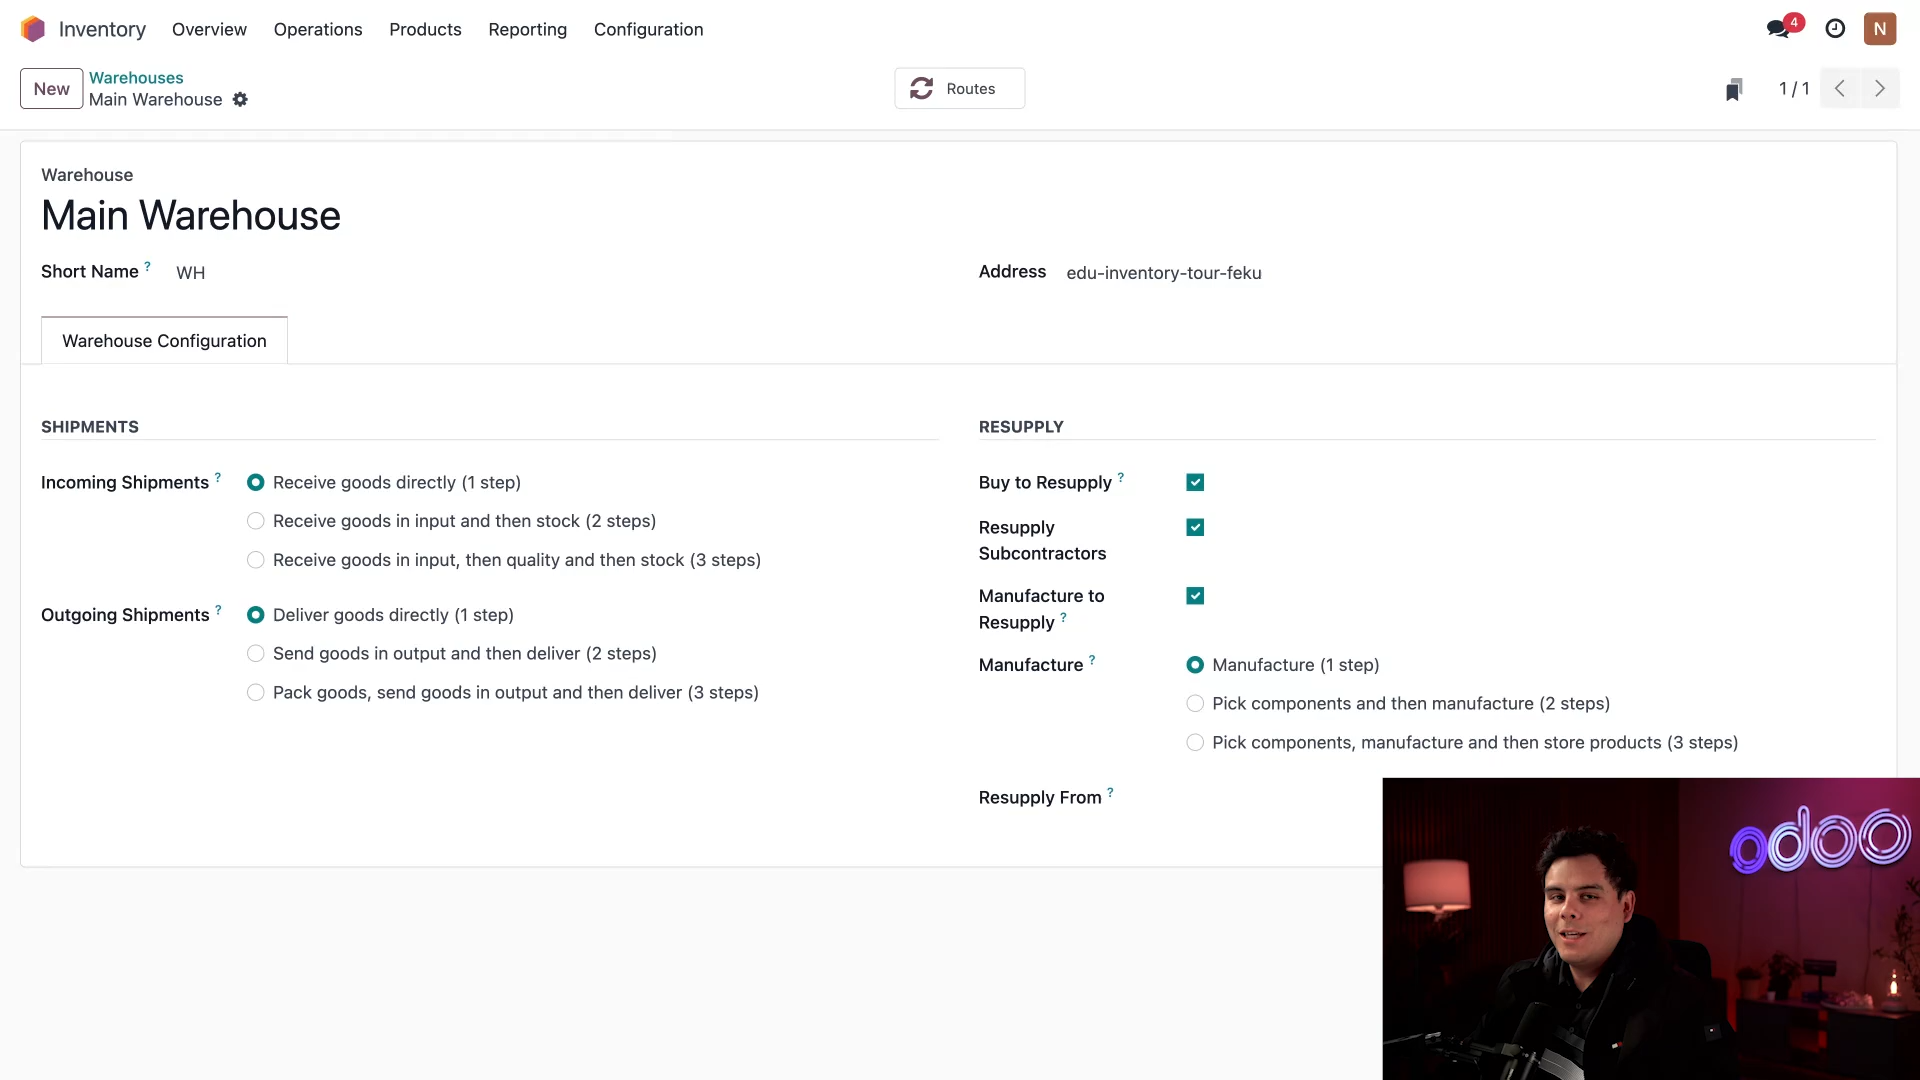 Inventory Overview Operations Products Reporting Configuration 4 N
New Warehouses
Main Warehouse
Routes
1 / 1
Warehouse
Main Warehouse
Short Name ? WH
Address edu-inventory-tour-feku
Warehouse Configuration
SHIPMENTS
Incoming Shipments ? Receive goods directly (1 step)
Receive goods in input and then stock (2 steps)
Receive goods in input, then quality and then stock (3 steps)
Outgoing Shipments ? Deliver goods directly (1 step)
Send goods in output and then deliver (2 steps)
Pack goods, send goods in output and then deliver (3 steps)
RESUPPLY
Buy to Resupply ?
Resupply
Subcontractors
Manufacture to
Resupply ?
Manufacture ? Manufacture (1 step)
Pick components and then manufacture (2 steps)
Pick components, manufacture and then store products (3 steps)
Resupply From ?
odoo